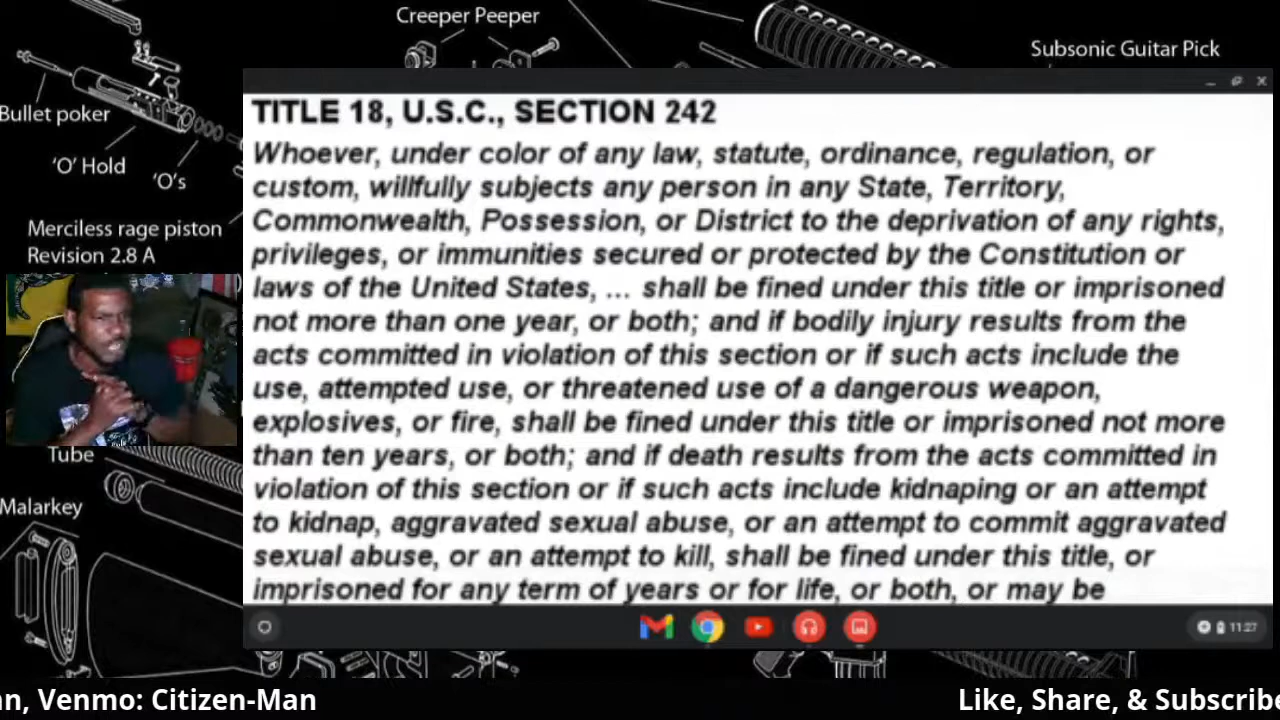 Creeper Peeper
Subsonic Guitar Pick
Bullet poker
'O' Hold
'O's
Merciless rage piston
Revision 2.8 A
Tube
Malarkey
TITLE 18, U.S.C., SECTION 242
Whoever, under color of any law, statute, ordinance, regulation, or
custom, willfully subjects any person in any State, Territory,
Commonwealth, Possession, or District to the deprivation of any rights,
privileges, or immunities secured or protected by the Constitution or
laws of the United States, ... shall be fined under this title or imprisoned
not more than one year, or both; and if bodily injury results from the
acts committed in violation of this section or if such acts include the
use, attempted use, or threatened use of a dangerous weapon,
explosives, or fire, shall be fined under this title or imprisoned not more
than ten years, or both; and if death results from the acts committed in
violation of this section or if such acts include kidnaping or an attempt
to kidnap, aggravated sexual abuse, or an attempt to commit aggravated
sexual abuse, or an attempt to kill, shall be fined under this title, or
imprisoned for any term of years or for life, or both, or may be
11:27
Venmo: Citizen-Man
Like, Share, & Subscribe